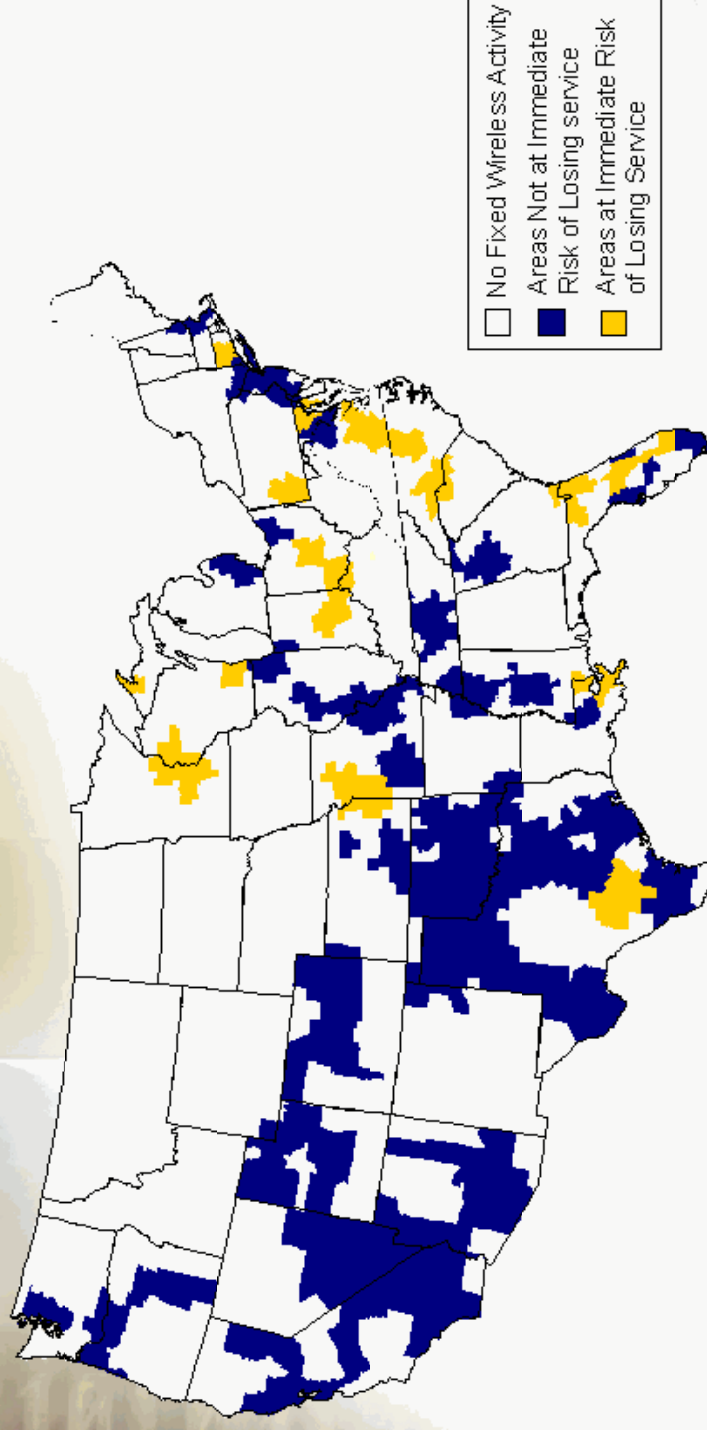 No Fixed Wireless Activity
Areas Not at Immediate
Risk of Losing service
Areas at Immediate Risk
of Losing Service